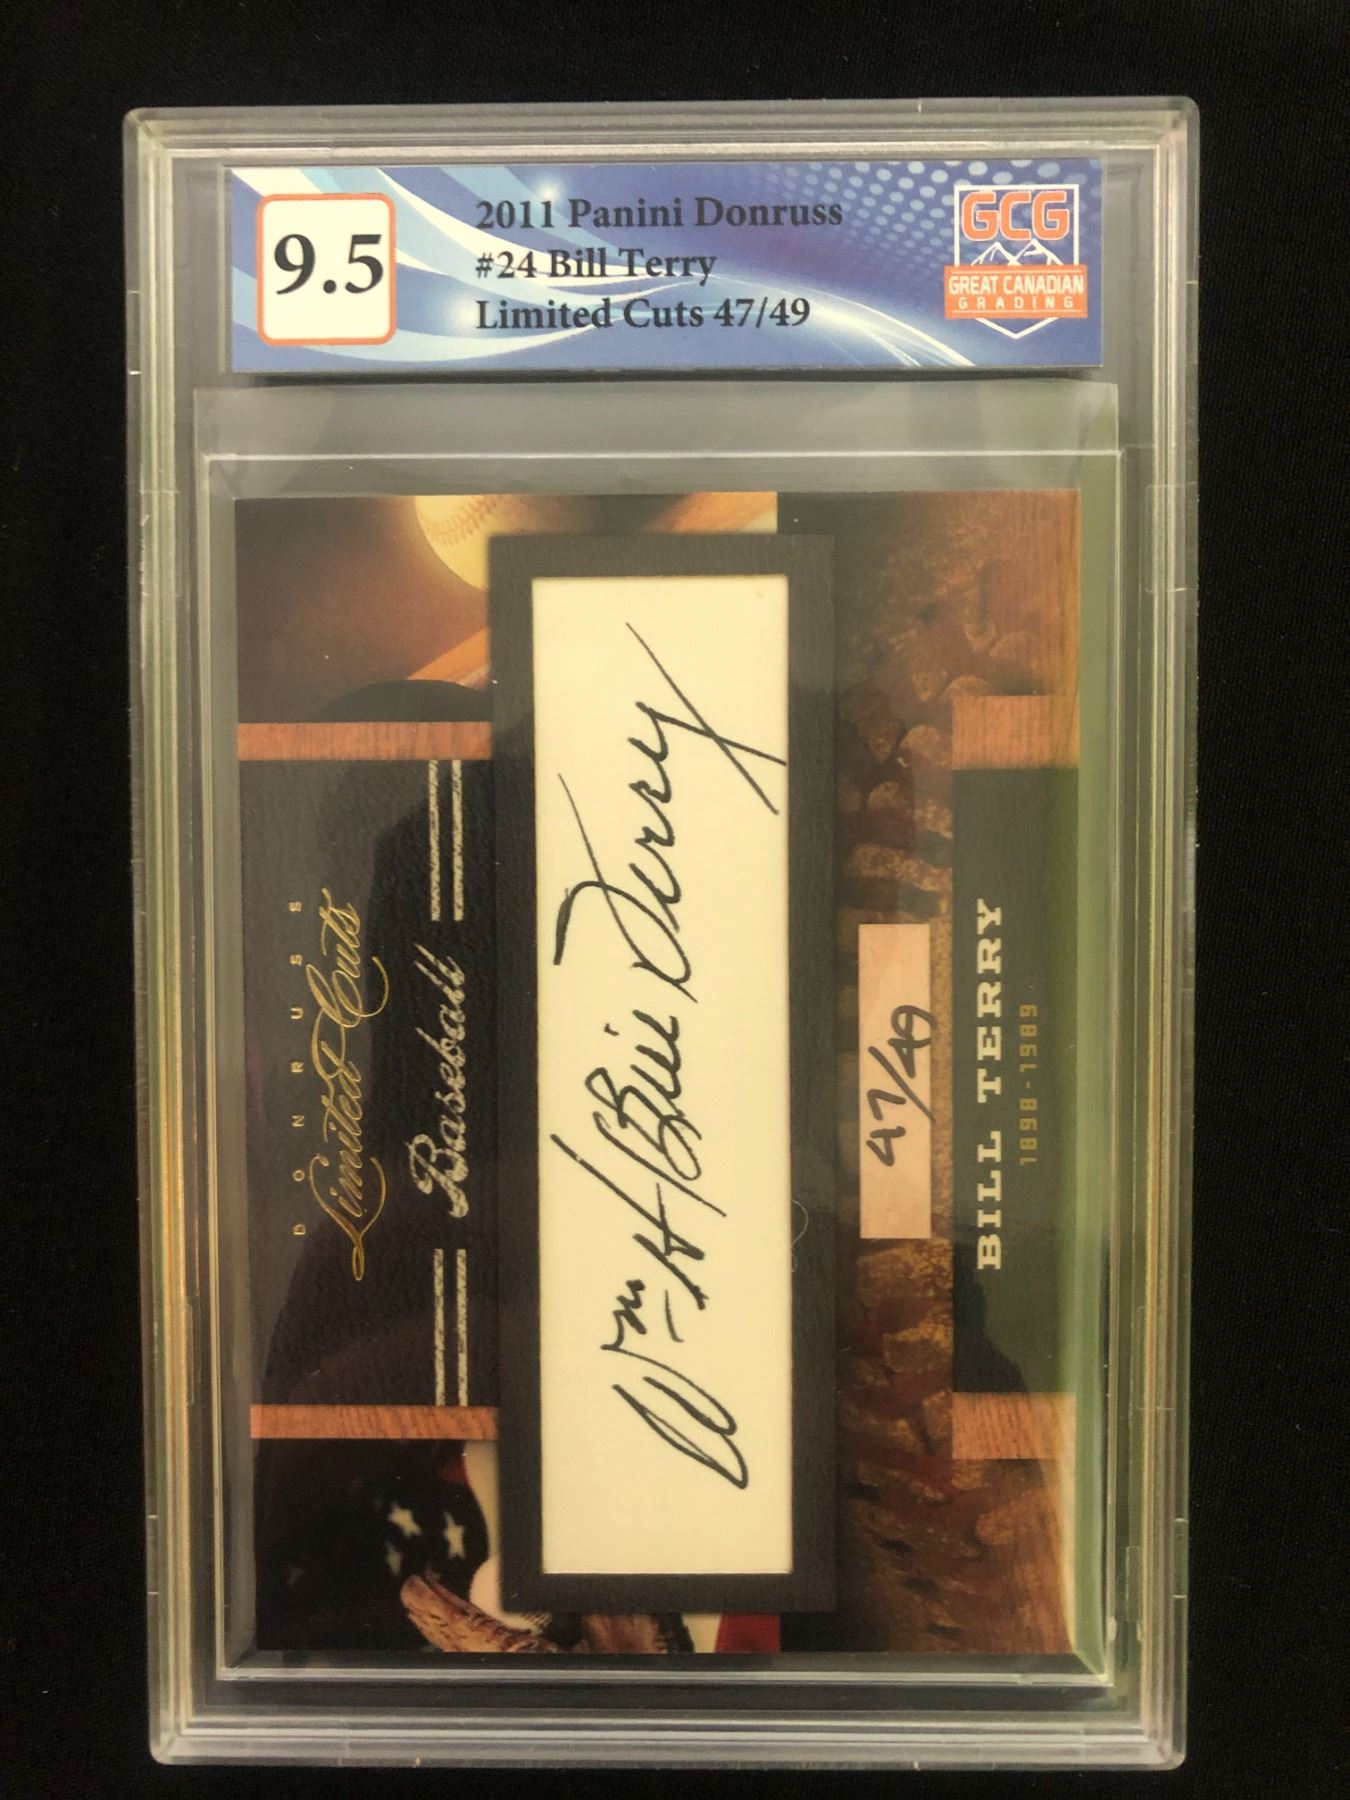 9.5
2011 Panini Donruss
#24 Bill Terry
Limited Cuts 47/49
GCG
GREAT CANADIAN
GRADING
DONRUSS
Limited Cuts
Baseball
Wm H Bill Terry
47/49
BILL TERRY
1898-1989